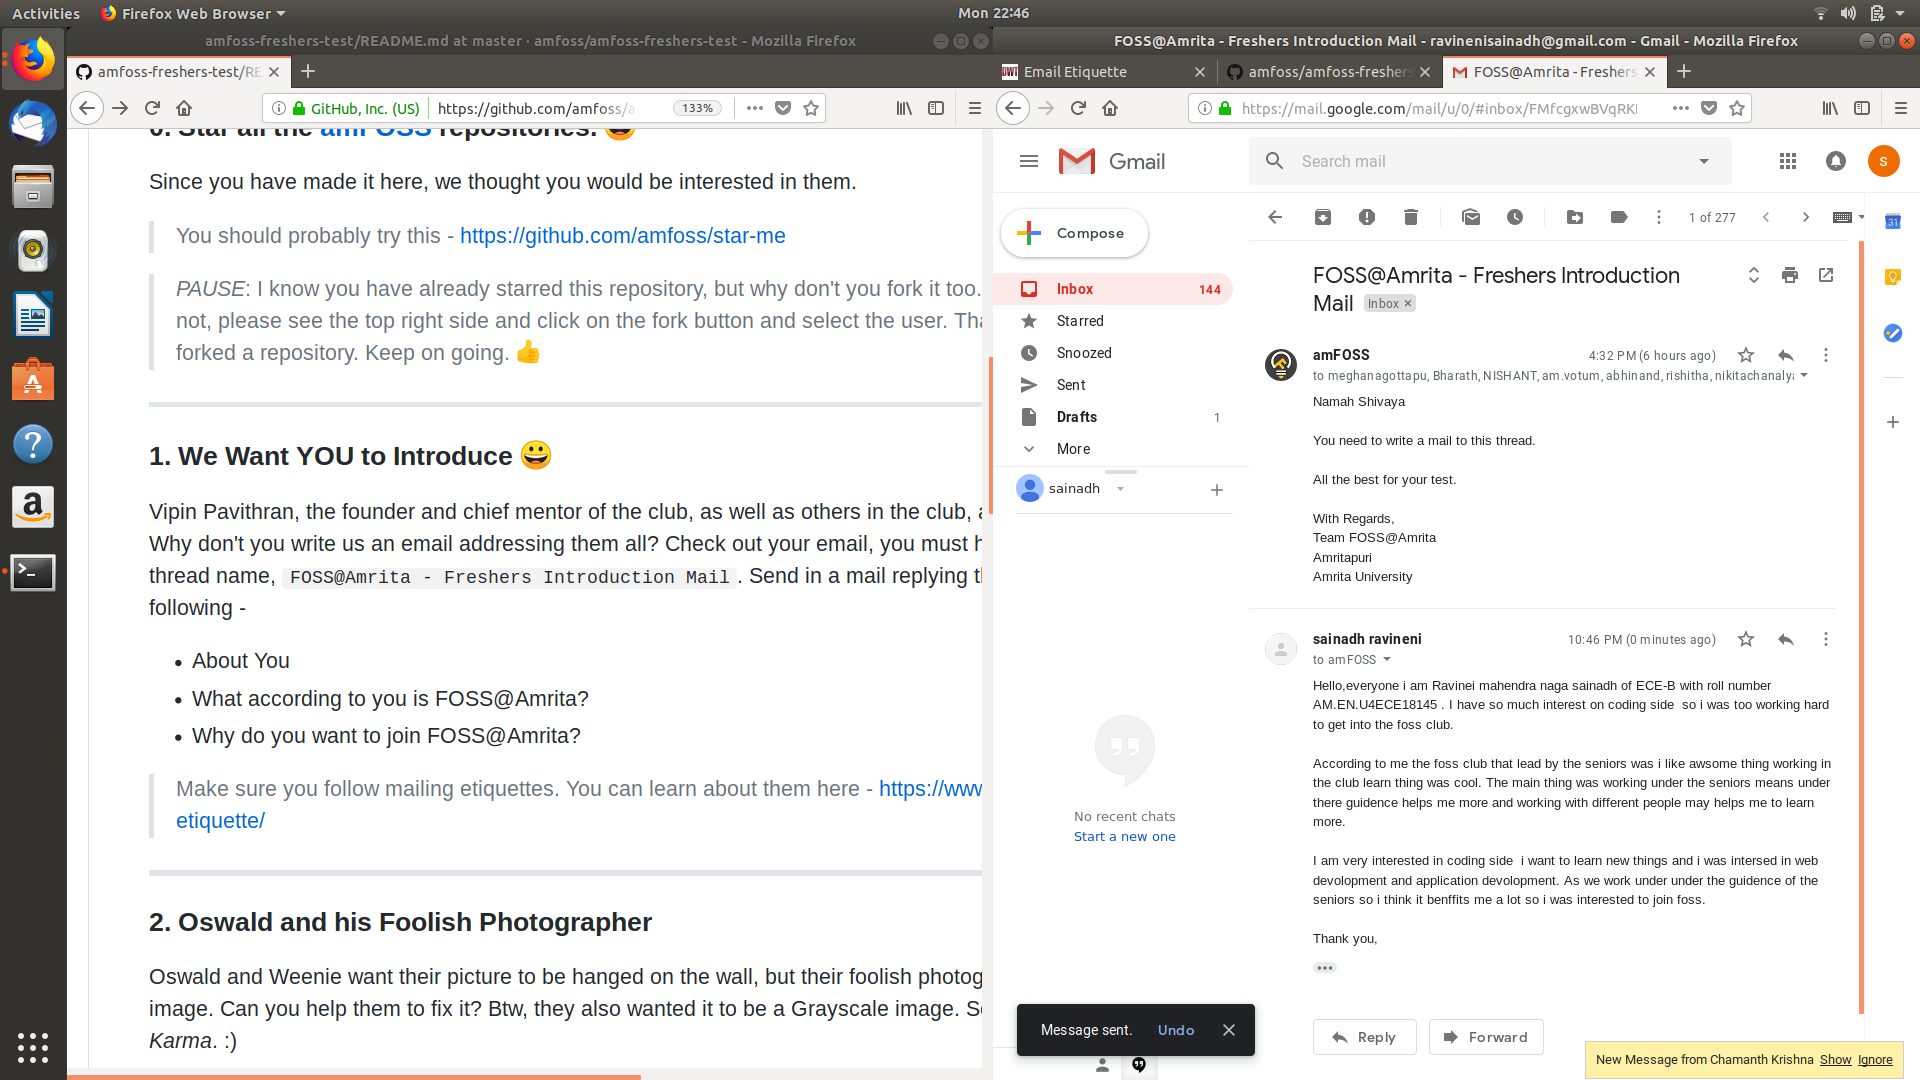 Activities
Firefox Web Browser
Mon 22:46
amfoss-freshers-test/README.md at master · amfoss/amfoss-freshers-test - Mozilla Firefox
amfoss-freshers-test/RE
GitHub, Inc. (US)
https://github.com/amfoss/a
133%
6. Star all the amFOSS repositories. 😀
Since you have made it here, we thought you would be interested in them.
You should probably try this - https://github.com/amfoss/star-me
PAUSE: I know you have already starred this repository, but why don't you fork it too.
not, please see the top right side and click on the fork button and select the user. Tha
forked a repository. Keep on going. 👍
1. We Want YOU to Introduce 😀
Vipin Pavithran, the founder and chief mentor of the club, as well as others in the club, a
Why don't you write us an email addressing them all? Check out your email, you must h
thread name, FOSS@Amrita - Freshers Introduction Mail. Send in a mail replying th
following -
• About You
• What according to you is FOSS@Amrita?
• Why do you want to join FOSS@Amrita?
Make sure you follow mailing etiquettes. You can learn about them here - https://www
etiquette/
2. Oswald and his Foolish Photographer
Oswald and Weenie want their picture to be hanged on the wall, but their foolish photog
image. Can you help them to fix it? Btw, they also wanted it to be a Grayscale image. S
Karma. :)
FOSS@Amrita - Freshers Introduction Mail - ravinenisainadh@gmail.com - Gmail - Mozilla Firefox
DWT
Email Etiquette
amfoss/amfoss-freshers
FOSS@Amrita - Freshers
https://mail.google.com/mail/u/0/#inbox/FMfcgxwBVqRK
Gmail
Search mail
S
Compose
1 of 277
31
Inbox 144
Starred
Snoozed
Sent
Drafts 1
More
sainadh
No recent chats
Start a new one
FOSS@Amrita - Freshers Introduction
Mail Inbox ×
amFOSS
4:32 PM (6 hours ago)
to meghanagottapu, Bharath, NISHANT, am.votum, abhinand, rishitha, nikitachanalya
Namah Shivaya
You need to write a mail to this thread.
All the best for your test.
With Regards,
Team FOSS@Amrita
Amritapuri
Amrita University
sainadh ravineni
10:46 PM (0 minutes ago)
to amFOSS
Hello,everyone i am Ravinei mahendra naga sainadh of ECE-B with roll number
AM.EN.U4ECE18145 . I have so much interest on coding side  so i was too working hard
to get into the foss club.
According to me the foss club that lead by the seniors was i like awsome thing working in
the club learn thing was cool. The main thing was working under the seniors means under
there guidence helps me more and working with different people may helps me to learn
more.
I am very interested in coding side  i want to learn new things and i was intersed in web
devolopment and application devolopment. As we work under under the guidence of the
seniors so i think it benffits me a lot so i was interested to join foss.
Thank you,
Reply
Forward
Message sent.
Undo
New Message from Chamanth Krishna Show Ignore